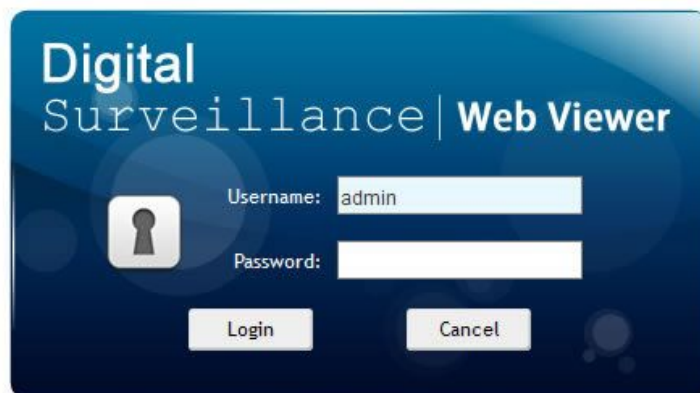 Digital
Surveillance | Web Viewer
Username: admin
Password:
Login Cancel